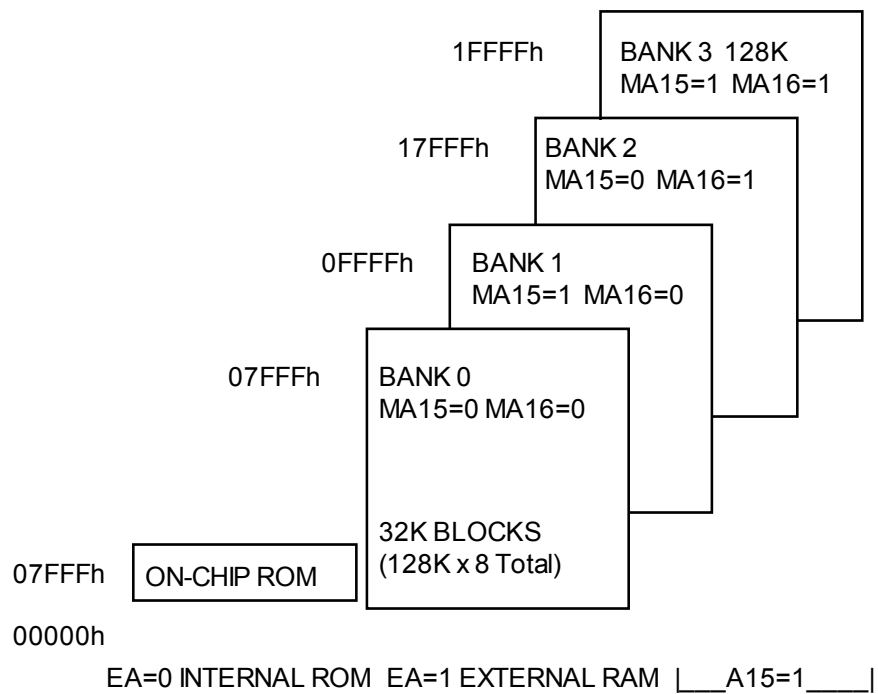 1FFFFh
BANK 3 128K
MA15=1 MA16=1
17FFFh
BANK 2
MA15=0 MA16=1
0FFFFh
BANK 1
MA15=1 MA16=0
07FFFh
BANK 0
MA15=0 MA16=0
32K BLOCKS
(128K x 8 Total)
07FFFh
ON-CHIP ROM
00000h
EA=0 INTERNAL ROM EA=1 EXTERNAL RAM |___A15=1____|